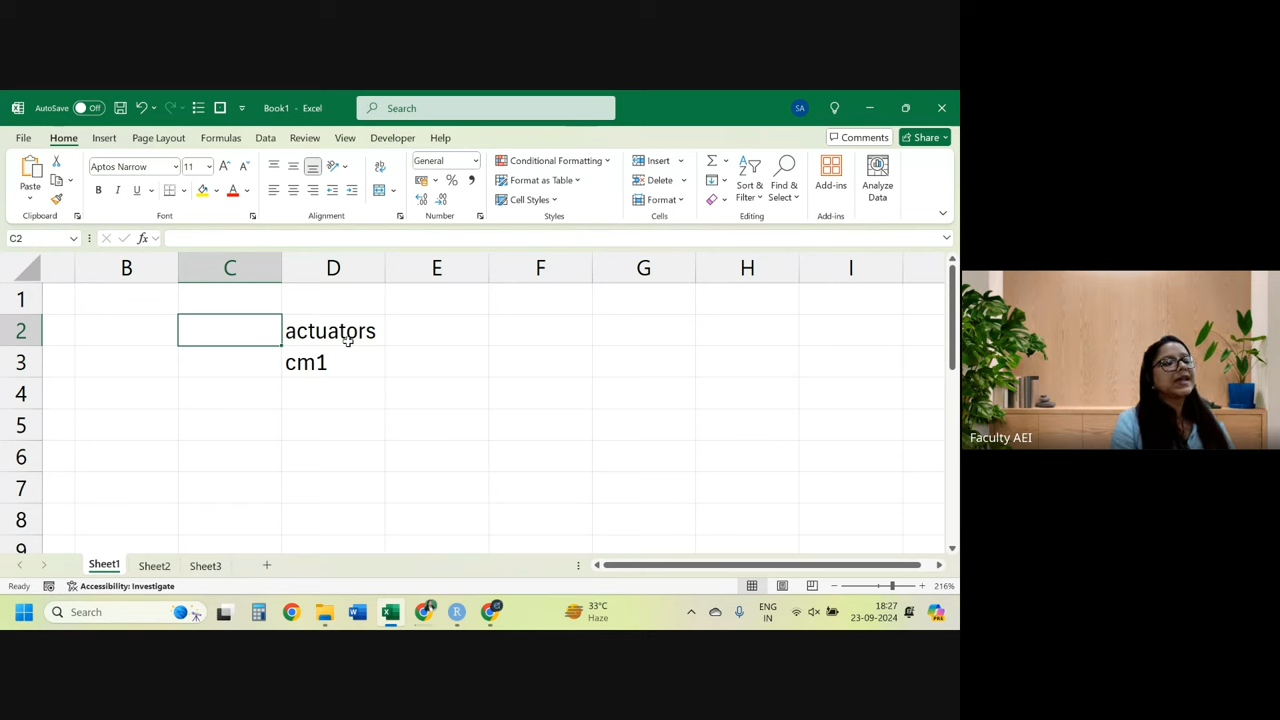 AutoSave Off Book1 - Excel Search SA
File Home Insert Page Layout Formulas Data Review View Developer Help Comments Share
Paste Aptos Narrow 11 A A ab General Conditional Formatting Insert Sort & Find & Add-ins Analyze
B I U A % , Format as Table Delete Filter Select Data
Cell Styles Format
Clipboard Font Alignment Number Styles Cells Editing Add-ins
C2 fx
B C D E F G H I
1
2 actuators
3 cm1
4
5
6
7
8
9
Sheet1 Sheet2 Sheet3
Ready Accessibility: Investigate 216%
Search 33°C Haze ENG IN 18:27 23-09-2024
Faculty AEI